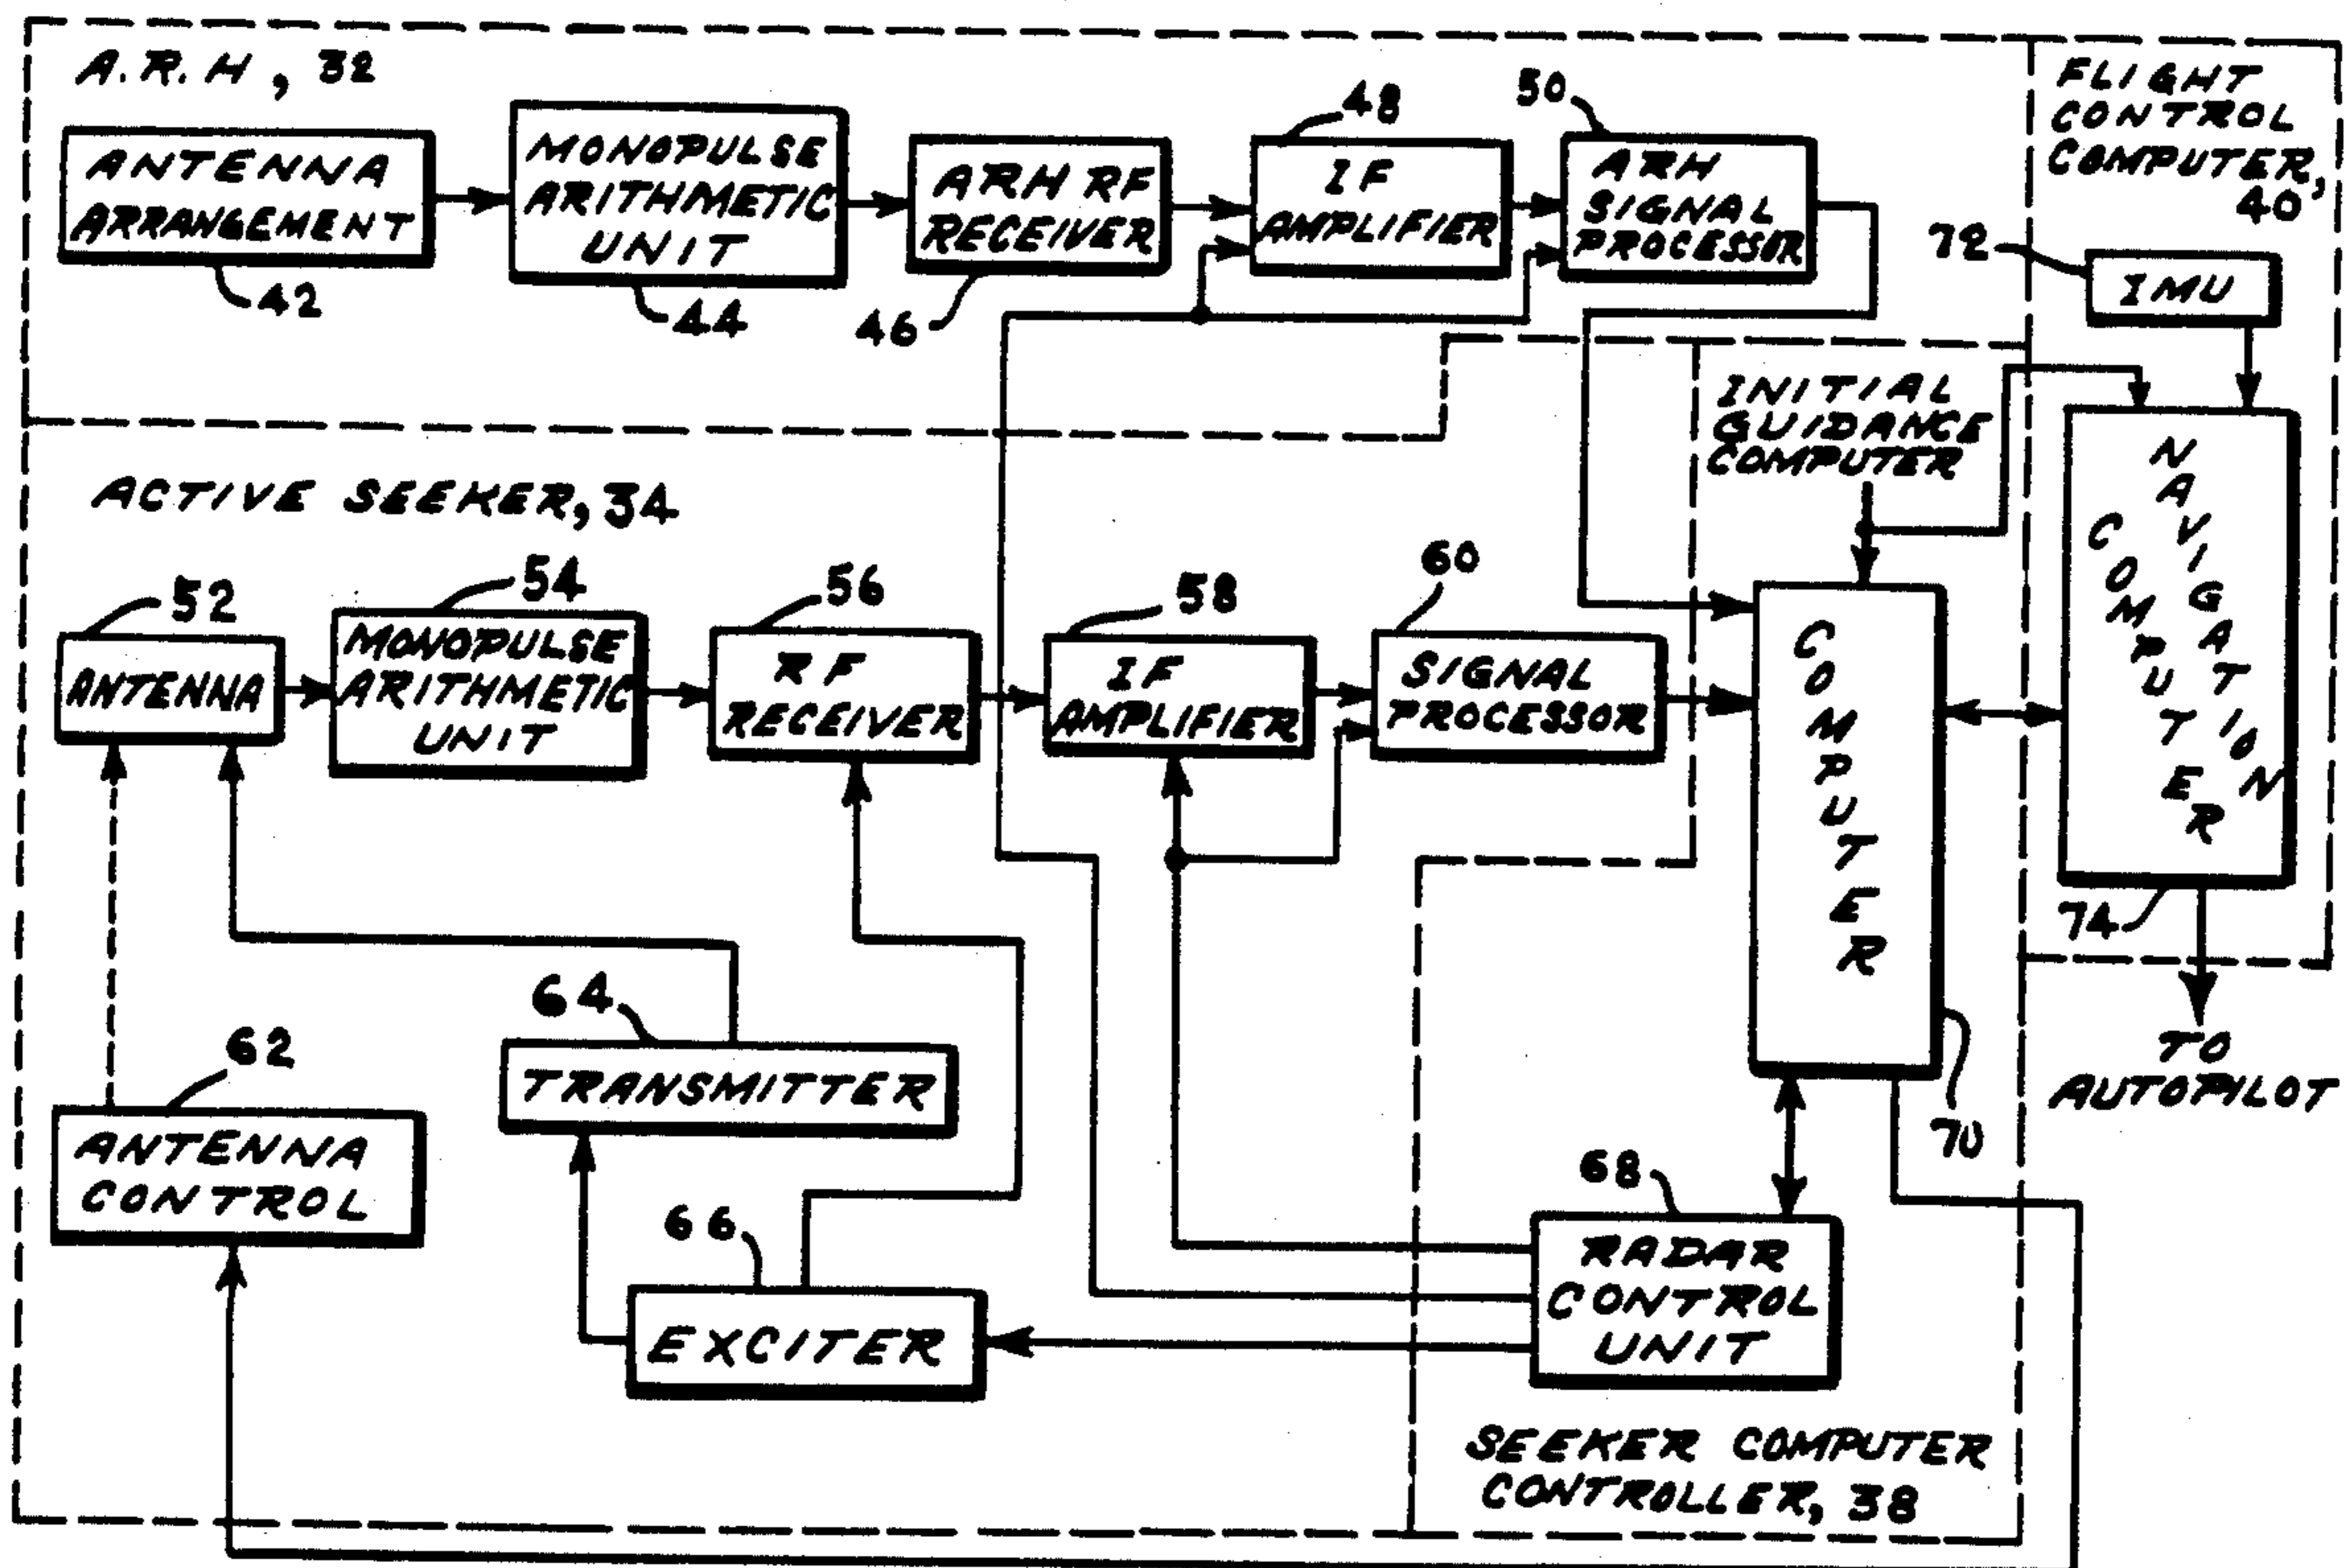 A.R.H, 32
FLIGHT
CONTROL
COMPUTER,
40
ANTENNA
ARRANGEMENT
42
MONOPULSE
ARITHMETIC
UNIT
44
ARH RF
RECEIVER
46
48
IF
AMPLIFIER
50
ARH
SIGNAL
PROCESSOR
72
IMU
INITIAL
GUIDANCE
COMPUTER
NAVIGATION
COMPUTER
74
TO
AUTOPILOT
ACTIVE SEEKER, 34
52
ANTENNA
54
MONOPULSE
ARITHMETIC
UNIT
56
RF
RECEIVER
58
IF
AMPLIFIER
60
SIGNAL
PROCESSOR
COMPUTER
70
62
ANTENNA
CONTROL
64
TRANSMITTER
66
EXCITER
68
RADAR
CONTROL
UNIT
SEEKER COMPUTER
CONTROLLER, 38